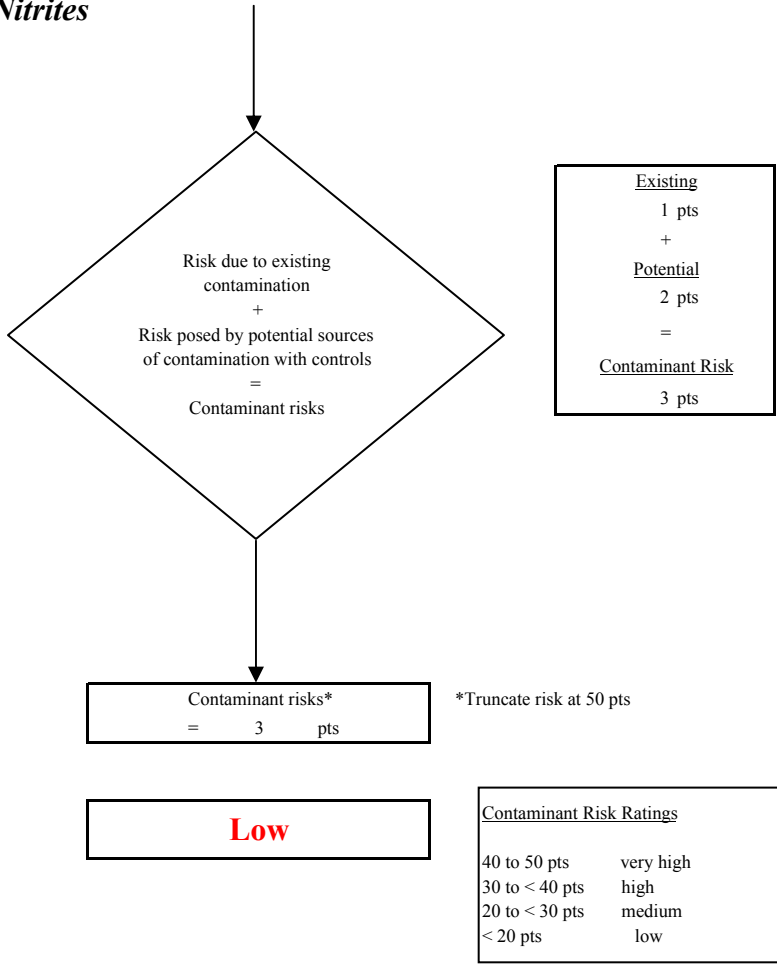 Nitrites
Risk due to existing
contamination
+
Risk posed by potential sources
of contamination with controls
=
Contaminant risks
Existing
1 pts
+
Potential
2 pts
=
Contaminant Risk
3 pts
Contaminant risks*
= 3 pts
*Truncate risk at 50 pts
Low
Contaminant Risk Ratings
40 to 50 pts very high
30 to < 40 pts high
20 to < 30 pts medium
< 20 pts low